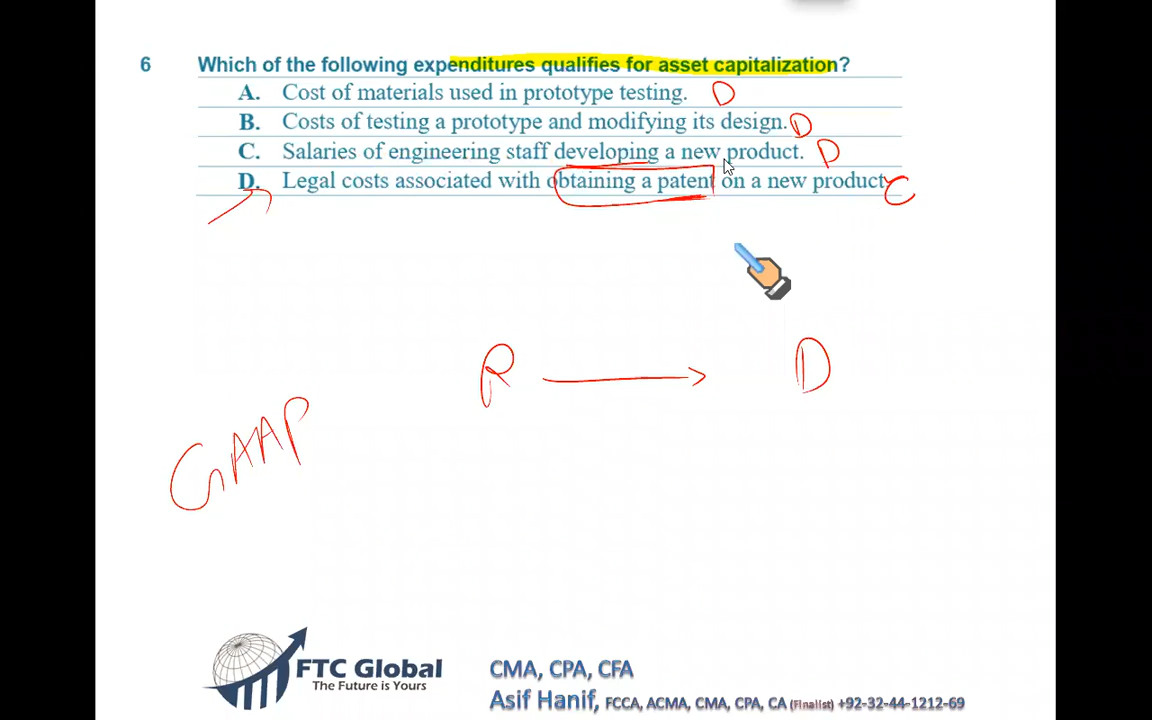 6 Which of the following expenditures qualifies for asset capitalization?
A. Cost of materials used in prototype testing. D
B. Costs of testing a prototype and modifying its design. D
C. Salaries of engineering staff developing a new product. D
D. Legal costs associated with obtaining a patent on a new product C
R D
GAAP
FTC Global
The Future is Yours
CMA, CPA, CFA
Asif Hanif, FCCA, ACMA, CMA, CPA, CA (Finalist) +92-32-44-1212-69